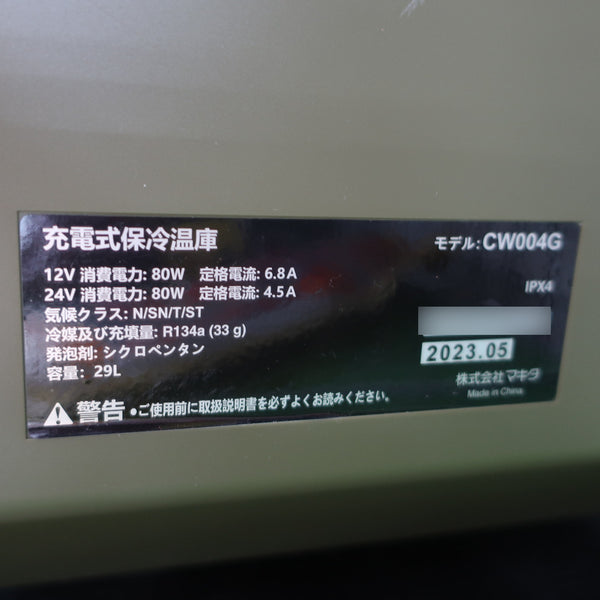 充電式保冷温庫
モデル: CW004G
12V 消費電力: 80W 定格電流: 6.8A
24V 消費電力: 80W 定格電流: 4.5A
IPX4
気候クラス: N/SN/T/ST
冷媒及び充填量: R134a (33 g)
発泡剤: シクロペンタン
2023.05
容量: 29L
株式会社 マキタ
Made in China
警告 •ご使用前に取扱説明書を必ずよくお読みください。